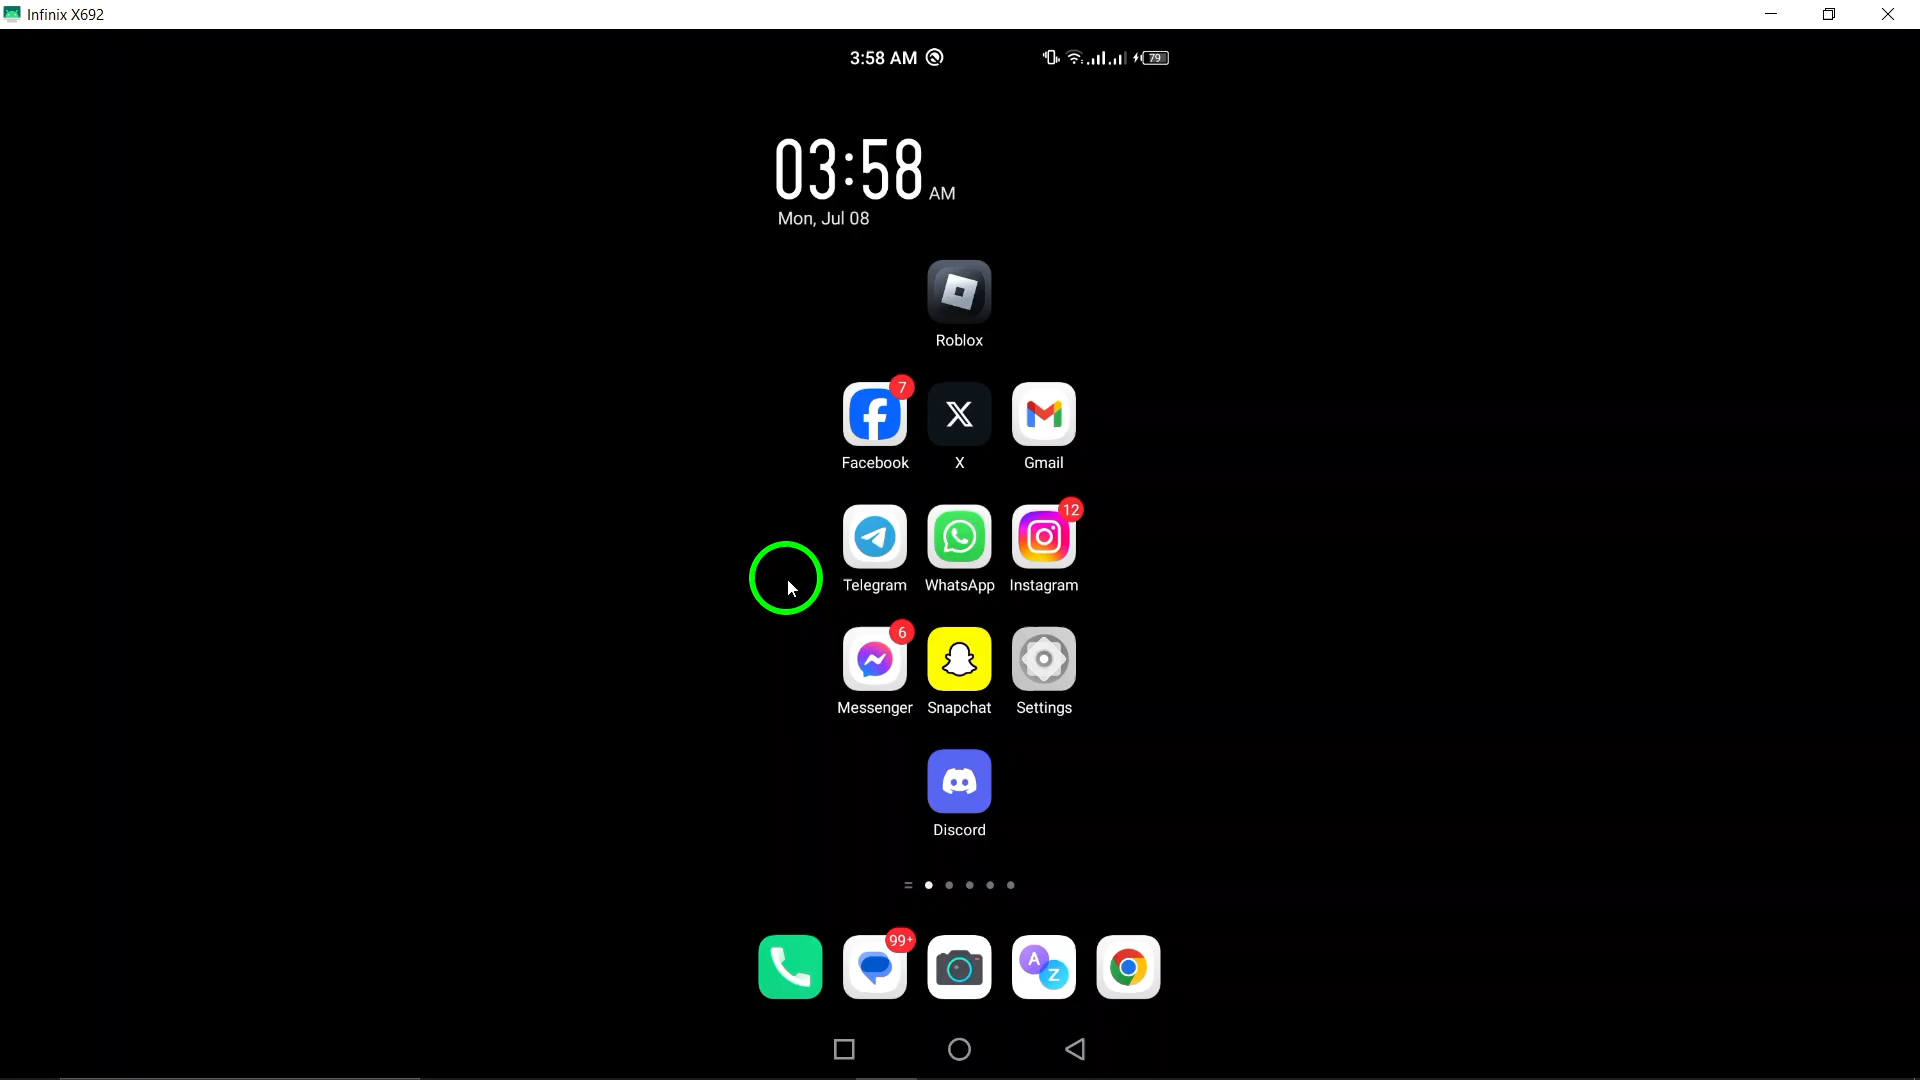 Infinix X692
3:58 AM
79
03:58 AM
Mon, Jul 08
Roblox
7
Facebook
X
Gmail
12
Telegram
WhatsApp
Instagram
6
Messenger
Snapchat
Settings
Discord
99+
A
Z